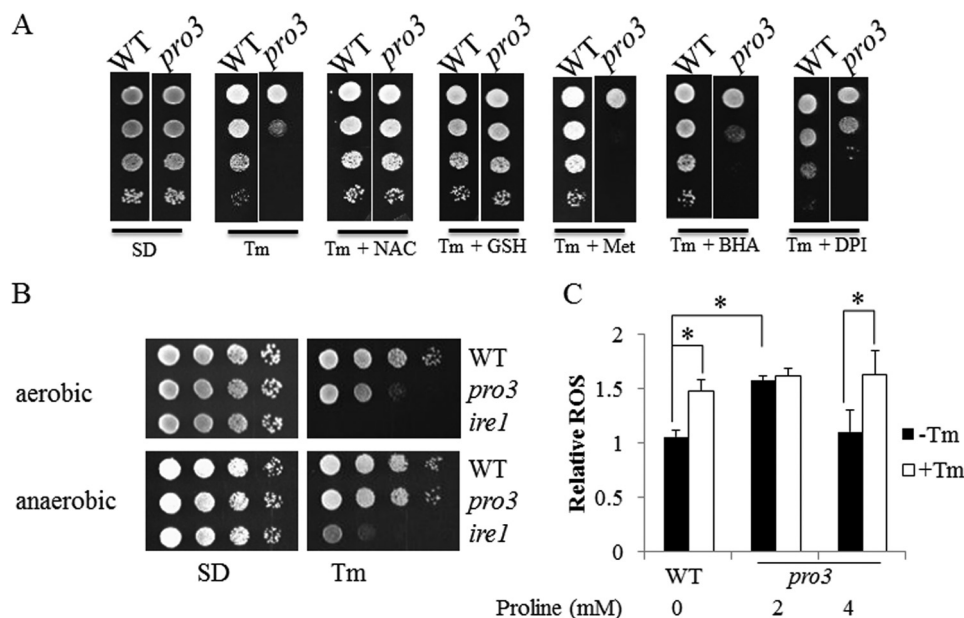 A
WT pro3 WT pro3 WT pro3 WT pro3 WT pro3 WT pro3 WT pro3
SD Tm Tm + NAC Tm + GSH Tm + Met Tm + BHA Tm + DPI
B
aerobic
WT
pro3
ire1
anaerobic
WT
pro3
ire1
SD Tm
C
* * *
Relative ROS
2
1.5
1
0.5
0
-Tm
+Tm
WT pro3
Proline (mM) 0 2 4